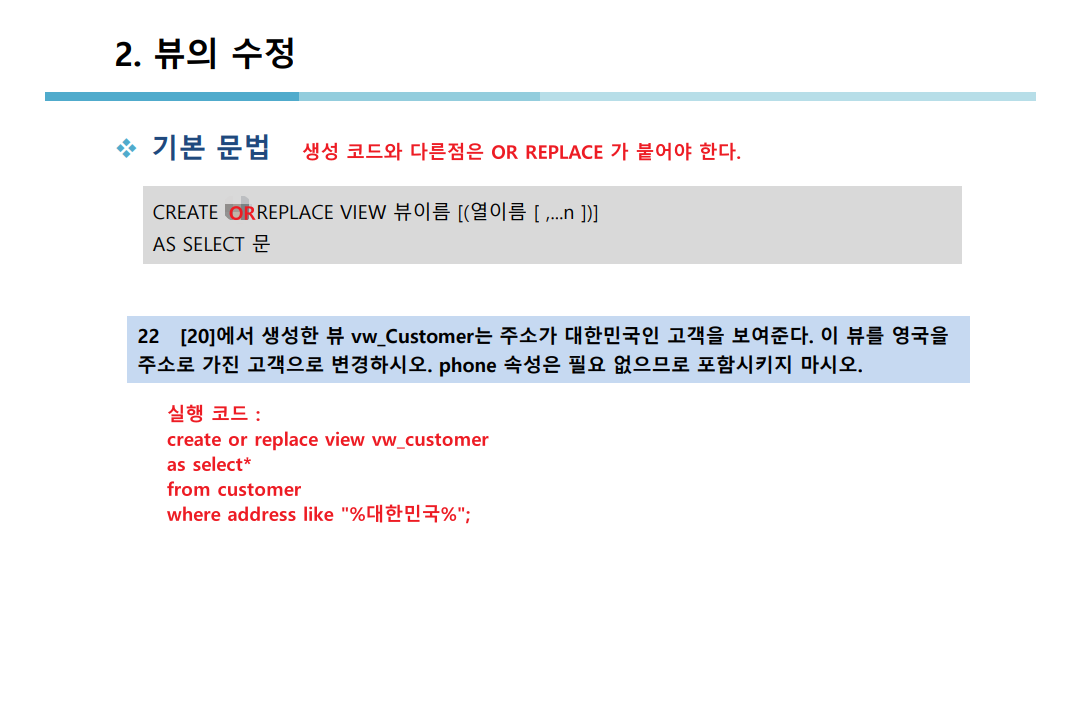 2. 뷰의 수정
기본 문법 생성 코드와 다른점은 OR REPLACE 가 붙어야 한다.
CREATE OR REPLACE VIEW 뷰이름 [(열이름 [ ,...n ])]
AS SELECT 문
22 [20]에서 생성한 뷰 vw_Customer는 주소가 대한민국인 고객을 보여준다. 이 뷰를 영국을
주소로 가진 고객으로 변경하시오. phone 속성은 필요 없으므로 포함시키지 마시오.
실행 코드 :
create or replace view vw_customer
as select*
from customer
where address like "%대한민국%";